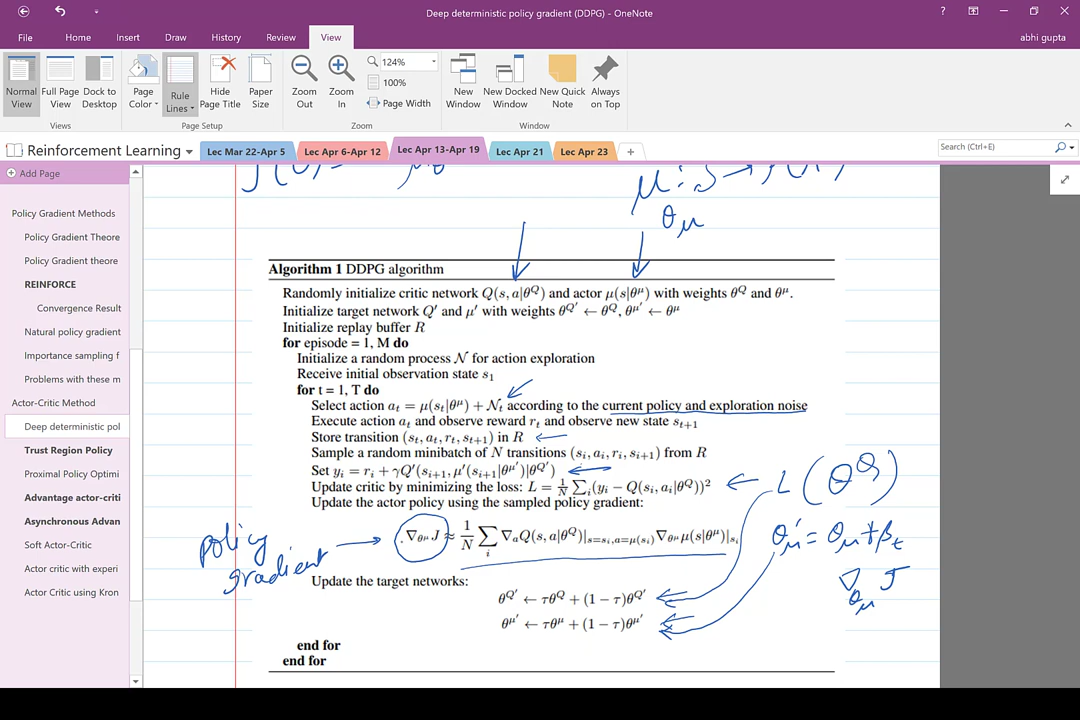 Deep deterministic policy gradient (DDPG) - OneNote
?
File Home Insert Draw History Review View
abhi gupta
Normal View
Full Page View
Dock to Desktop
Page Color
Rule Lines
Hide Page Title
Paper Size
Zoom Out
Zoom In
124%
100%
Page Width
New Window
New Docked Window
New Quick Note
Always on Top
Views
Page Setup
Zoom
Window
Reinforcement Learning
Lec Mar 22-Apr 5
Lec Apr 6-Apr 12
Lec Apr 13-Apr 19
Lec Apr 21
Lec Apr 23
+
Search (Ctrl+E)
Add Page
Policy Gradient Methods
Policy Gradient Theore
Policy Gradient theore
REINFORCE
Convergence Result
Natural policy gradient
Importance sampling f
Problems with these m
Actor-Critic Method
Deep deterministic pol
Trust Region Policy
Proximal Policy Optimi
Advantage actor-criti
Asynchronous Advan
Soft Actor-Critic
Actor critic with experi
Actor Critic using Kron
θμ
Algorithm 1 DDPG algorithm
Randomly initialize critic network Q(s, a|θ^Q) and actor μ(s|θ^μ) with weights θ^Q and θ^μ.
Initialize target network Q′ and μ′ with weights θ^Q′ ← θ^Q, θ^μ′ ← θ^μ
Initialize replay buffer R
for episode = 1, M do
Initialize a random process N for action exploration
Receive initial observation state s_1
for t = 1, T do
Select action a_t = μ(s_t|θ^μ) + N_t according to the current policy and exploration noise
Execute action a_t and observe reward r_t and observe new state s_{t+1}
Store transition (s_t, a_t, r_t, s_{t+1}) in R
Sample a random minibatch of N transitions (s_i, a_i, r_i, s_{i+1}) from R
Set y_i = r_i + γQ′(s_{i+1}, μ′(s_{i+1}|θ^μ′)|θ^Q′)
Update critic by minimizing the loss: L = 1/N Σ_i(y_i − Q(s_i, a_i|θ^Q))²
L(θ^Q)
Update the actor policy using the sampled policy gradient:
policy gradient
∇_θ^μ J ≈ 1/N Σ_i ∇_a Q(s, a|θ^Q)|_{s=s_i, a=μ(s_i)} ∇_θ^μ μ(s|θ^μ)|_{s_i}
θ′μ = θμ + βt
∇θμ J
Update the target networks:
θ^Q′ ← τθ^Q + (1 − τ)θ^Q′
θ^μ′ ← τθ^μ + (1 − τ)θ^μ′
end for
end for